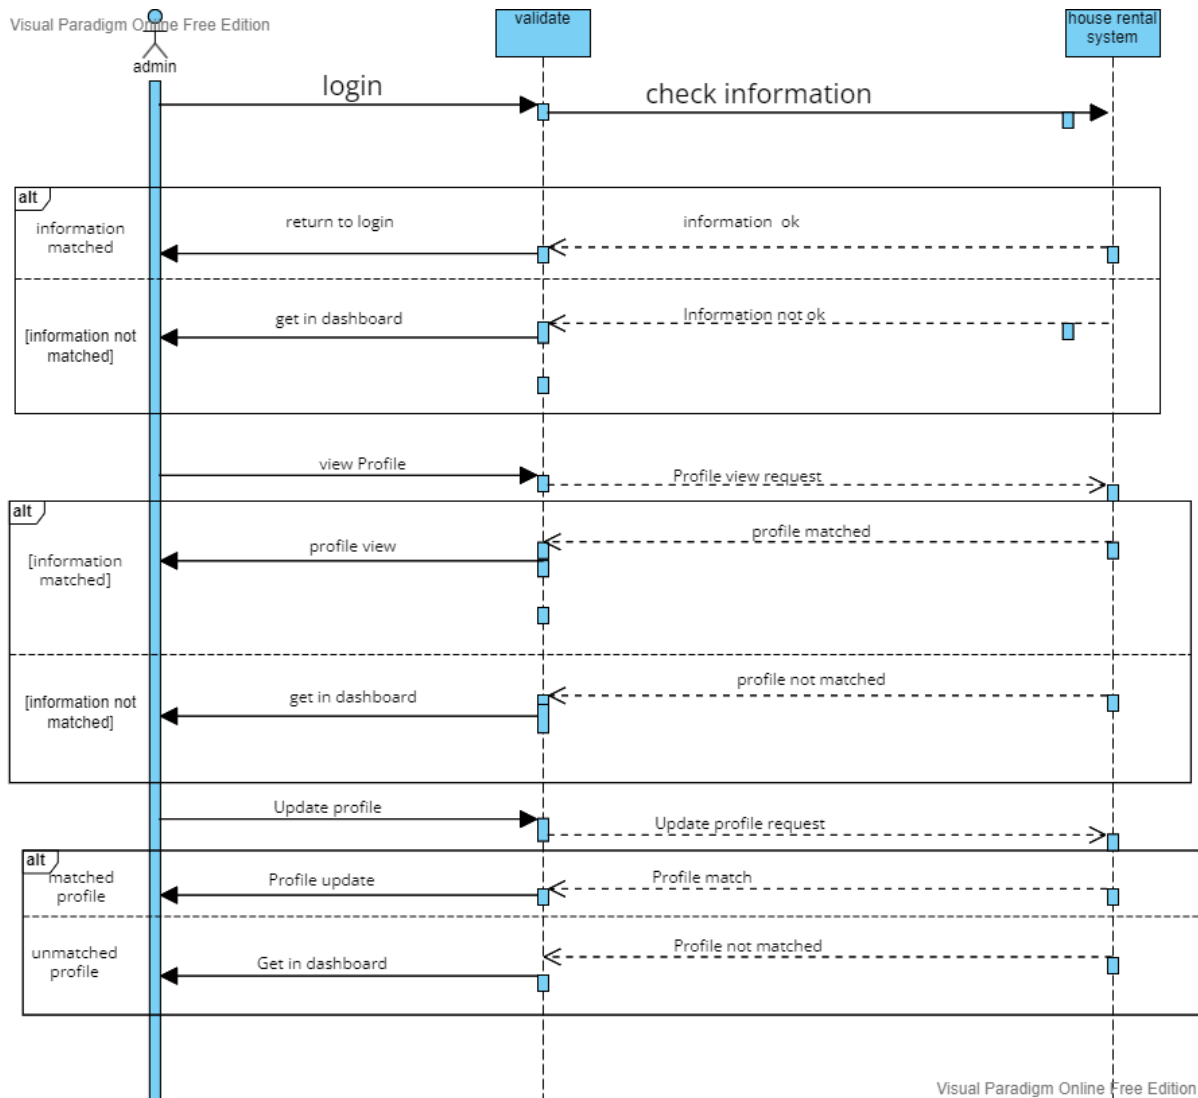 Visual Paradigm Online Free Edition
admin
validate
house rental
system
login
check information
alt
information
matched
return to login
information  ok
[information not
matched]
get in dashboard
Information not ok
view Profile
Profile view request
alt
[information
matched]
profile view
profile matched
[information not
matched]
get in dashboard
profile not matched
Update profile
Update profile request
alt
matched
profile
Profile update
Profile match
unmatched
profile
Get in dashboard
Profile not matched
Visual Paradigm Online Free Edition